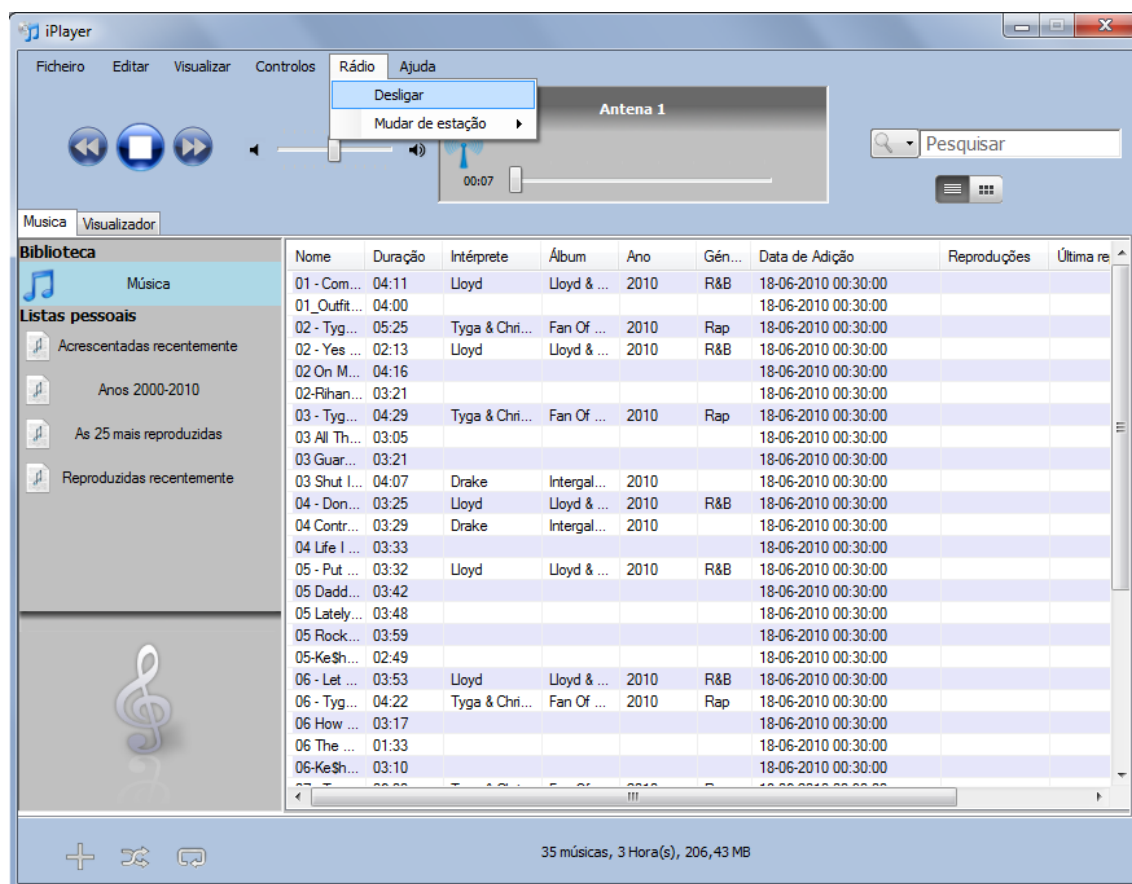 iPlayer
Ficheiro Editar Visualizar Controlos Rádio Ajuda
Desligar
Mudar de estação
Antena 1
00:07
Pesquisar
Musica Visualizador
Biblioteca
Música
Listas pessoais
Acrescentadas recentemente
Anos 2000-2010
As 25 mais reproduzidas
Reproduzidas recentemente
Nome Duração Intérprete Álbum Ano Gén... Data de Adição Reproduções Última re
01 - Com... 04:11 Lloyd Lloyd & ... 2010 R&B 18-06-2010 00:30:00
01_Outfit... 04:00 18-06-2010 00:30:00
02 - Tyg... 05:25 Tyga & Chri... Fan Of ... 2010 Rap 18-06-2010 00:30:00
02 - Yes ... 02:13 Lloyd Lloyd & ... 2010 R&B 18-06-2010 00:30:00
02 On M... 04:16 18-06-2010 00:30:00
02-Rihan... 03:21 18-06-2010 00:30:00
03 - Tyg... 04:29 Tyga & Chri... Fan Of ... 2010 Rap 18-06-2010 00:30:00
03 All Th... 03:05 18-06-2010 00:30:00
03 Guar... 03:21 18-06-2010 00:30:00
03 Shut I... 04:07 Drake Intergal... 2010 18-06-2010 00:30:00
04 - Don... 03:25 Lloyd Lloyd & ... 2010 R&B 18-06-2010 00:30:00
04 Contr... 03:29 Drake Intergal... 2010 18-06-2010 00:30:00
04 Life I ... 03:33 18-06-2010 00:30:00
05 - Put ... 03:32 Lloyd Lloyd & ... 2010 R&B 18-06-2010 00:30:00
05 Dadd... 03:42 18-06-2010 00:30:00
05 Lately... 03:48 18-06-2010 00:30:00
05 Rock... 03:59 18-06-2010 00:30:00
05-Ke$h... 02:49 18-06-2010 00:30:00
06 - Let ... 03:53 Lloyd Lloyd & ... 2010 R&B 18-06-2010 00:30:00
06 - Tyg... 04:22 Tyga & Chri... Fan Of ... 2010 Rap 18-06-2010 00:30:00
06 How ... 03:17 18-06-2010 00:30:00
06 The ... 01:33 18-06-2010 00:30:00
06-Ke$h... 03:10 18-06-2010 00:30:00
35 músicas, 3 Hora(s), 206,43 MB